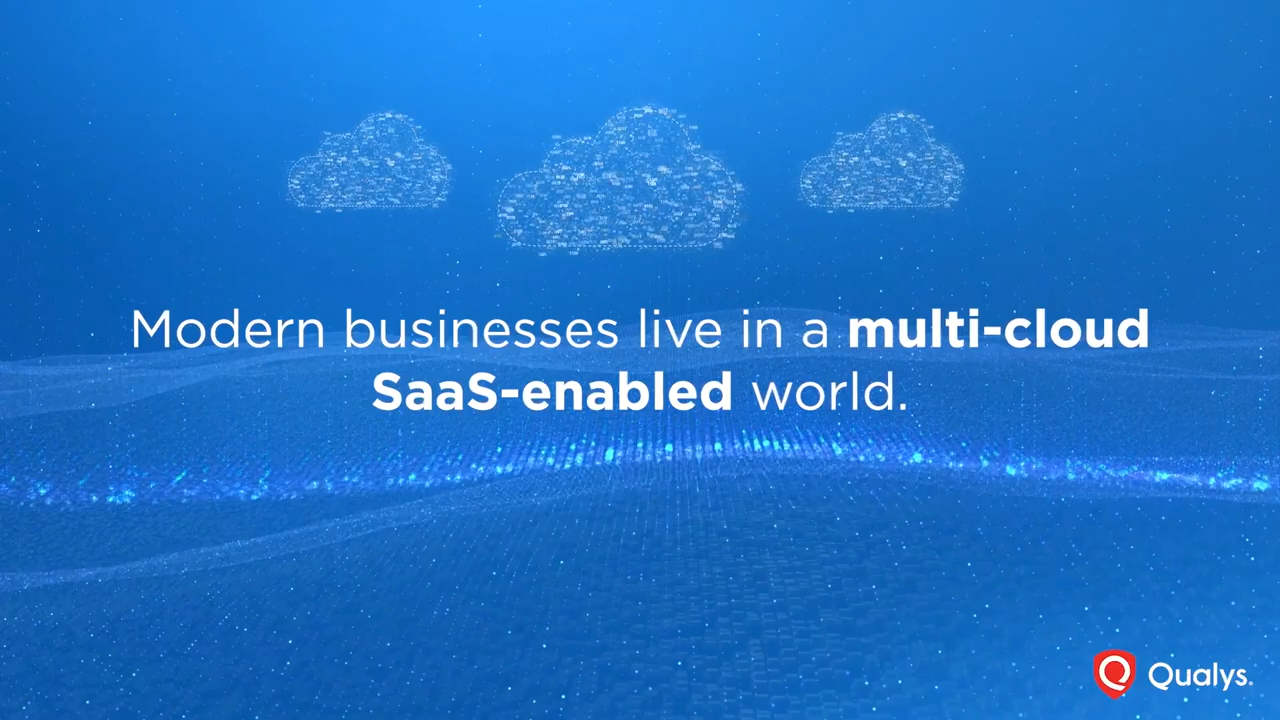 Modern businesses live in a multi-cloud
SaaS-enabled world.
Qualys.